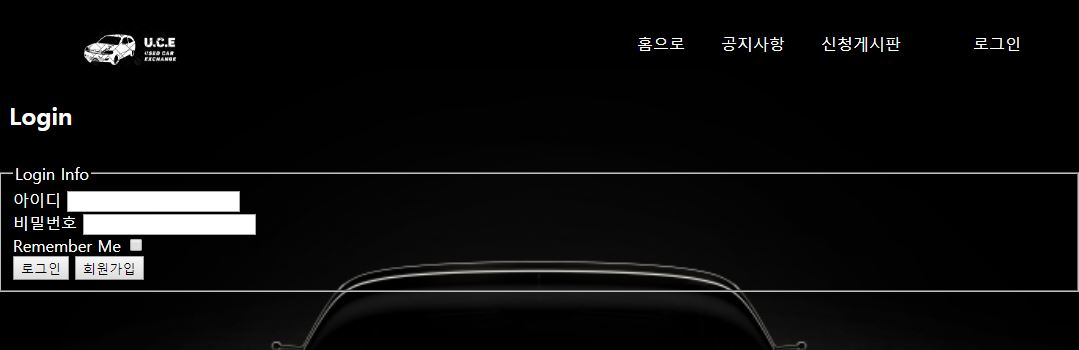 U.C.E
USED CAR
EXCHANGE
홈으로 공지사항 신청게시판 로그인
Login
Login Info
아이디
비밀번호
Remember Me
로그인 회원가입